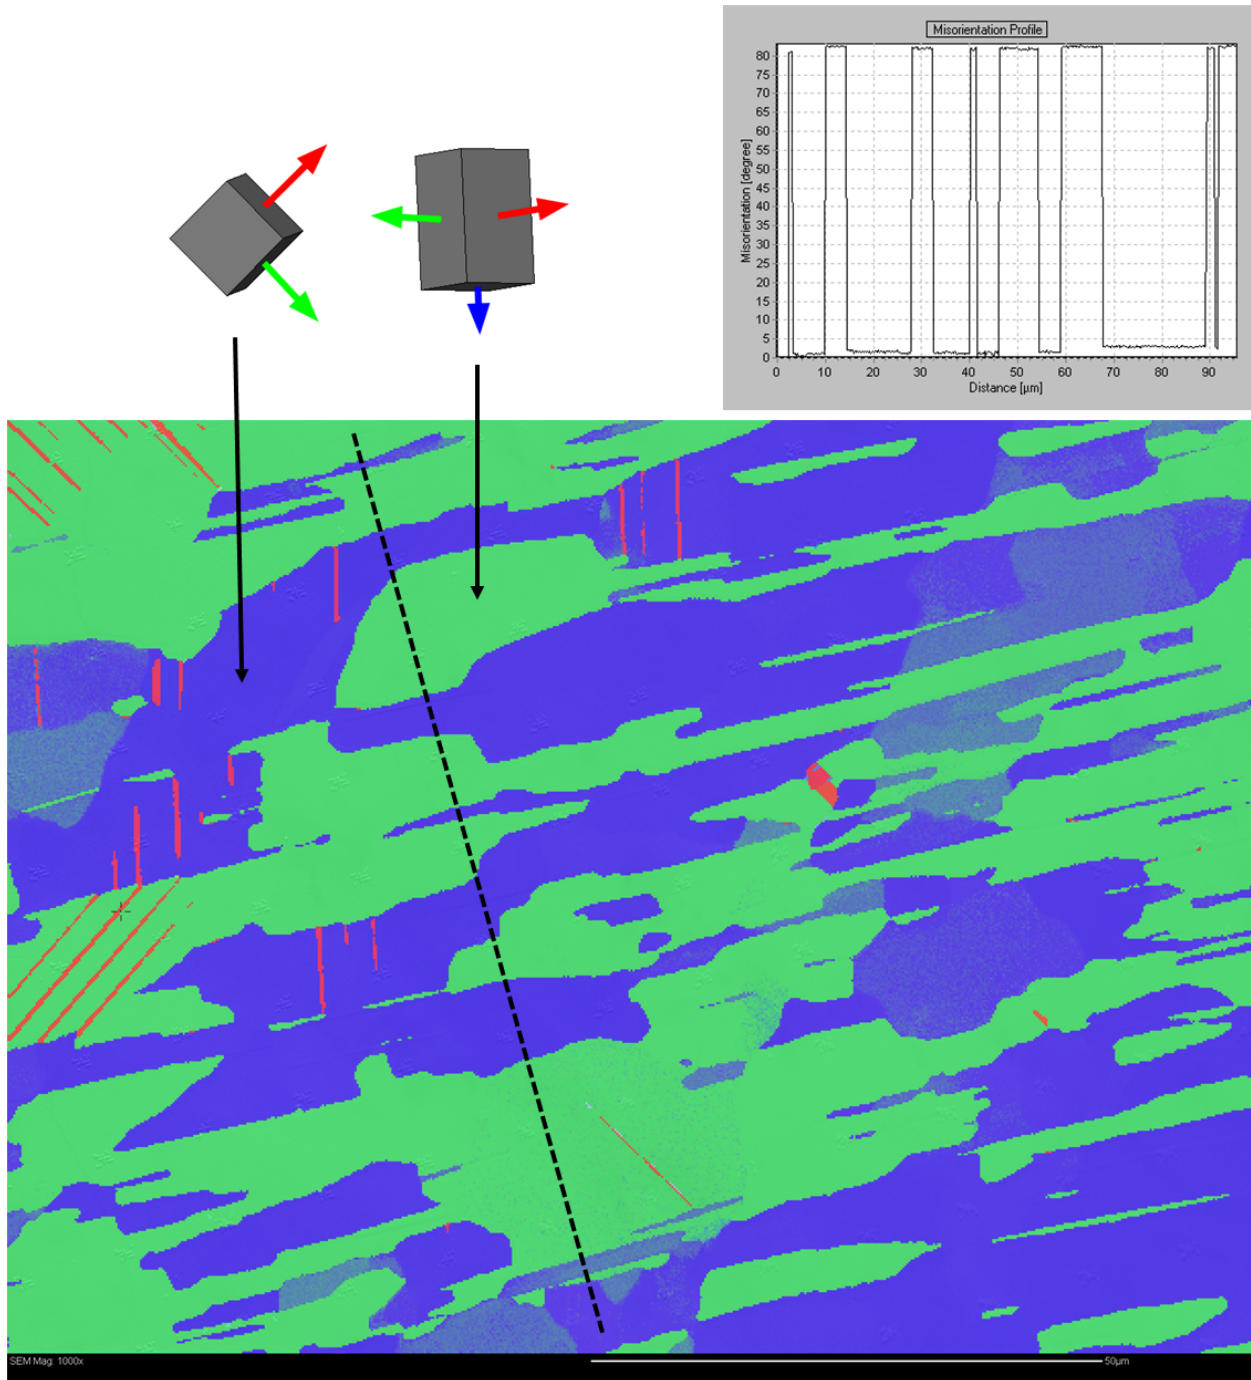 Misorientation Profile
Misorientation [degree]
80
75
70
65
60
55
50
45
40
35
30
25
20
15
10
5
0
0 10 20 30 40 50 60 70 80 90
Distance [µm]
SEM Mag: 1000x
50µm